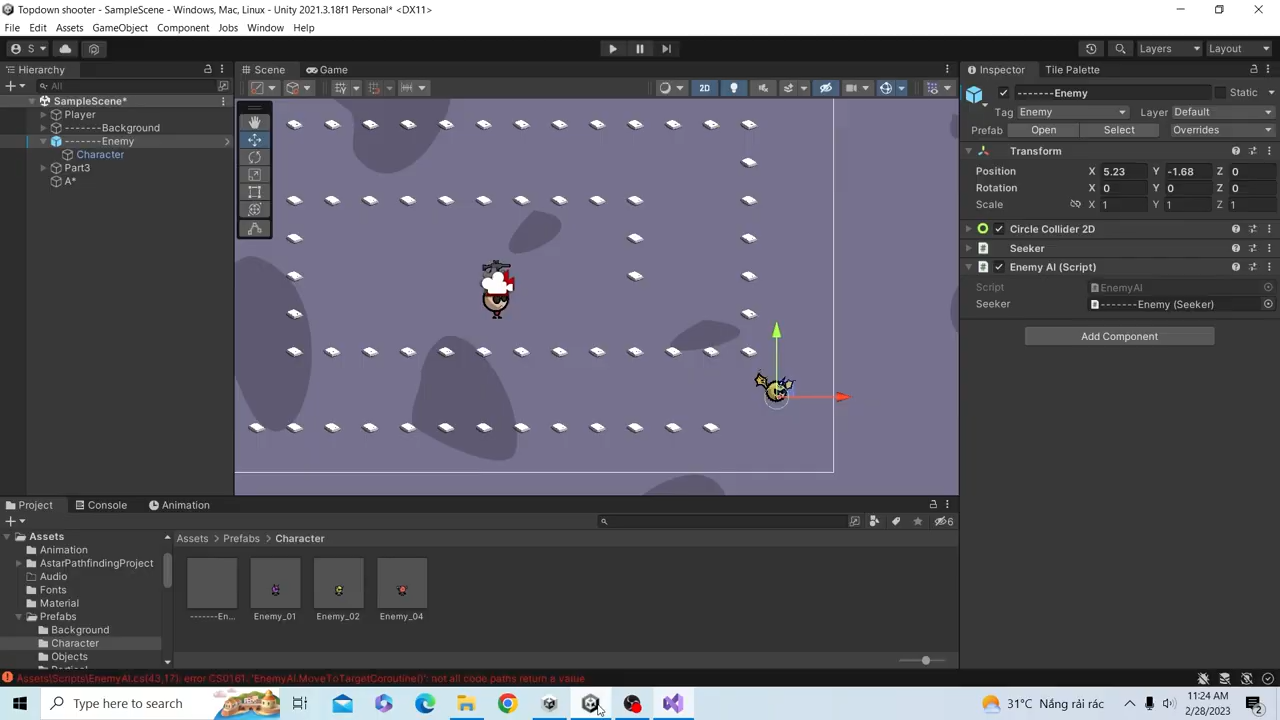 Topdown shooter - SampleScene - Windows, Mac, Linux - Unity 2021.3.18f1 Personal* <DX11>
File Edit Assets GameObject Component Jobs Window Help
S Layers Layout
Hierarchy Scene Game Inspector Tile Palette
All 2D
SampleScene*
Player
-------Background
-------Enemy
Character
Part3
A*
-------Enemy Static
Tag Enemy Layer Default
Prefab Open Select Overrides
Transform
Position X 5.23 Y -1.68 Z 0
Rotation X 0 Y 0 Z 0
Scale X 1 Y 1 Z 1
Circle Collider 2D
Seeker
Enemy AI (Script)
Script EnemyAI
Seeker -------Enemy (Seeker)
Add Component
Project Console Animation
6
Assets
Animation
AstarPathfindingProject
Audio
Fonts
Material
Prefabs
Background
Character
Objects
Assets > Prefabs > Character
-------En... Enemy_01 Enemy_02 Enemy_04
Assets\Scripts\EnemyAI.cs(43,17): error CS0161: 'EnemyAI.MoveToTargetCoroutine()': not all code paths return a value
Type here to search
31°C Nắng rải rác
11:24 AM
2/28/2023
2